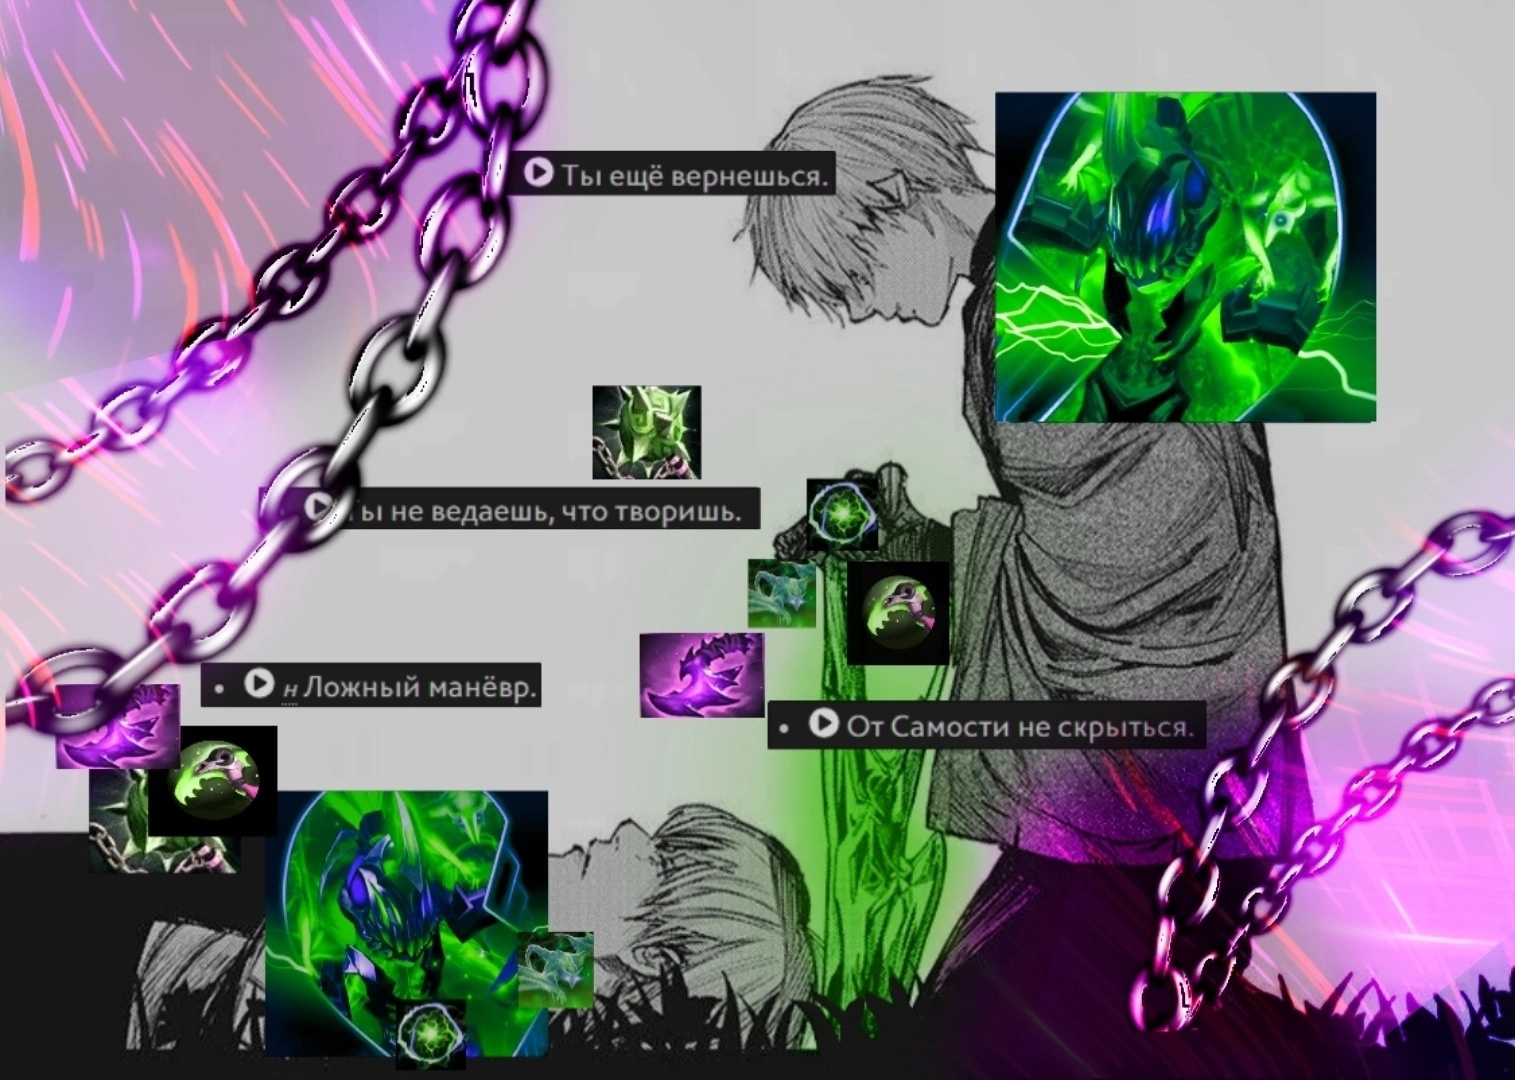 Ты ещё вернешься.
ы не ведаешь, что творишь.
• н Ложный манёвр.
• От Самости не скрыться.